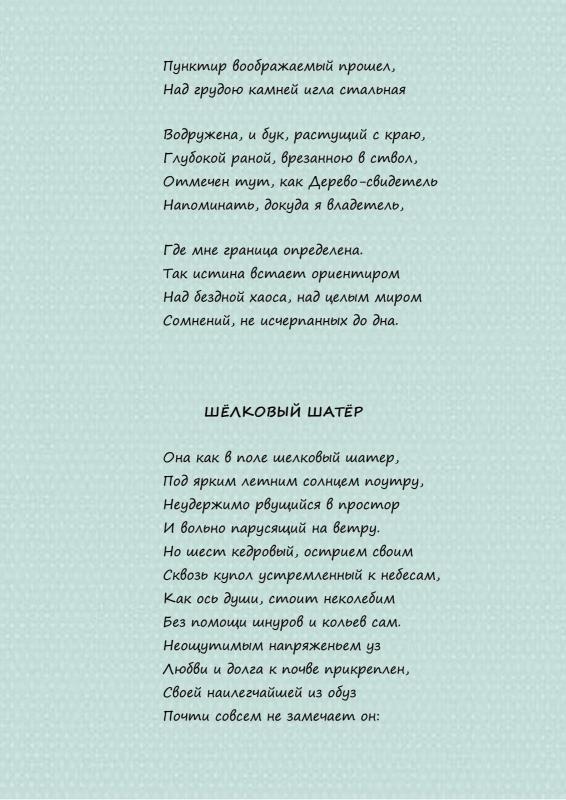 Пунктир воображаемый прошел,
Над грудою камней игла стальная
Водружена, и бук, растущий с краю,
Глубокой раной, врезанною в ствол,
Отмечен тут, как Дерево-свидетель
Напоминать, докуда я владетель,
Где мне граница определена.
Так истина встает ориентиром
Над бездной хаоса, над целым миром
Сомнений, не исчерпанных до дна.
ШЁЛКОВЫЙ ШАТЁР
Она как в поле шелковый шатер,
Под ярким летним солнцем поутру,
Неудержимо рвущийся в простор
И вольно парусящий на ветру.
Но шест кедровый, острием своим
Сквозь купол устремленный к небесам,
Как ось души, стоит неколебим
Без помощи шнуров и кольев сам.
Неощутимым напряженьем уз
Любви и долга к почве прикреплен,
Своей наилегчайшей из обуз
Почти совсем не замечает он: